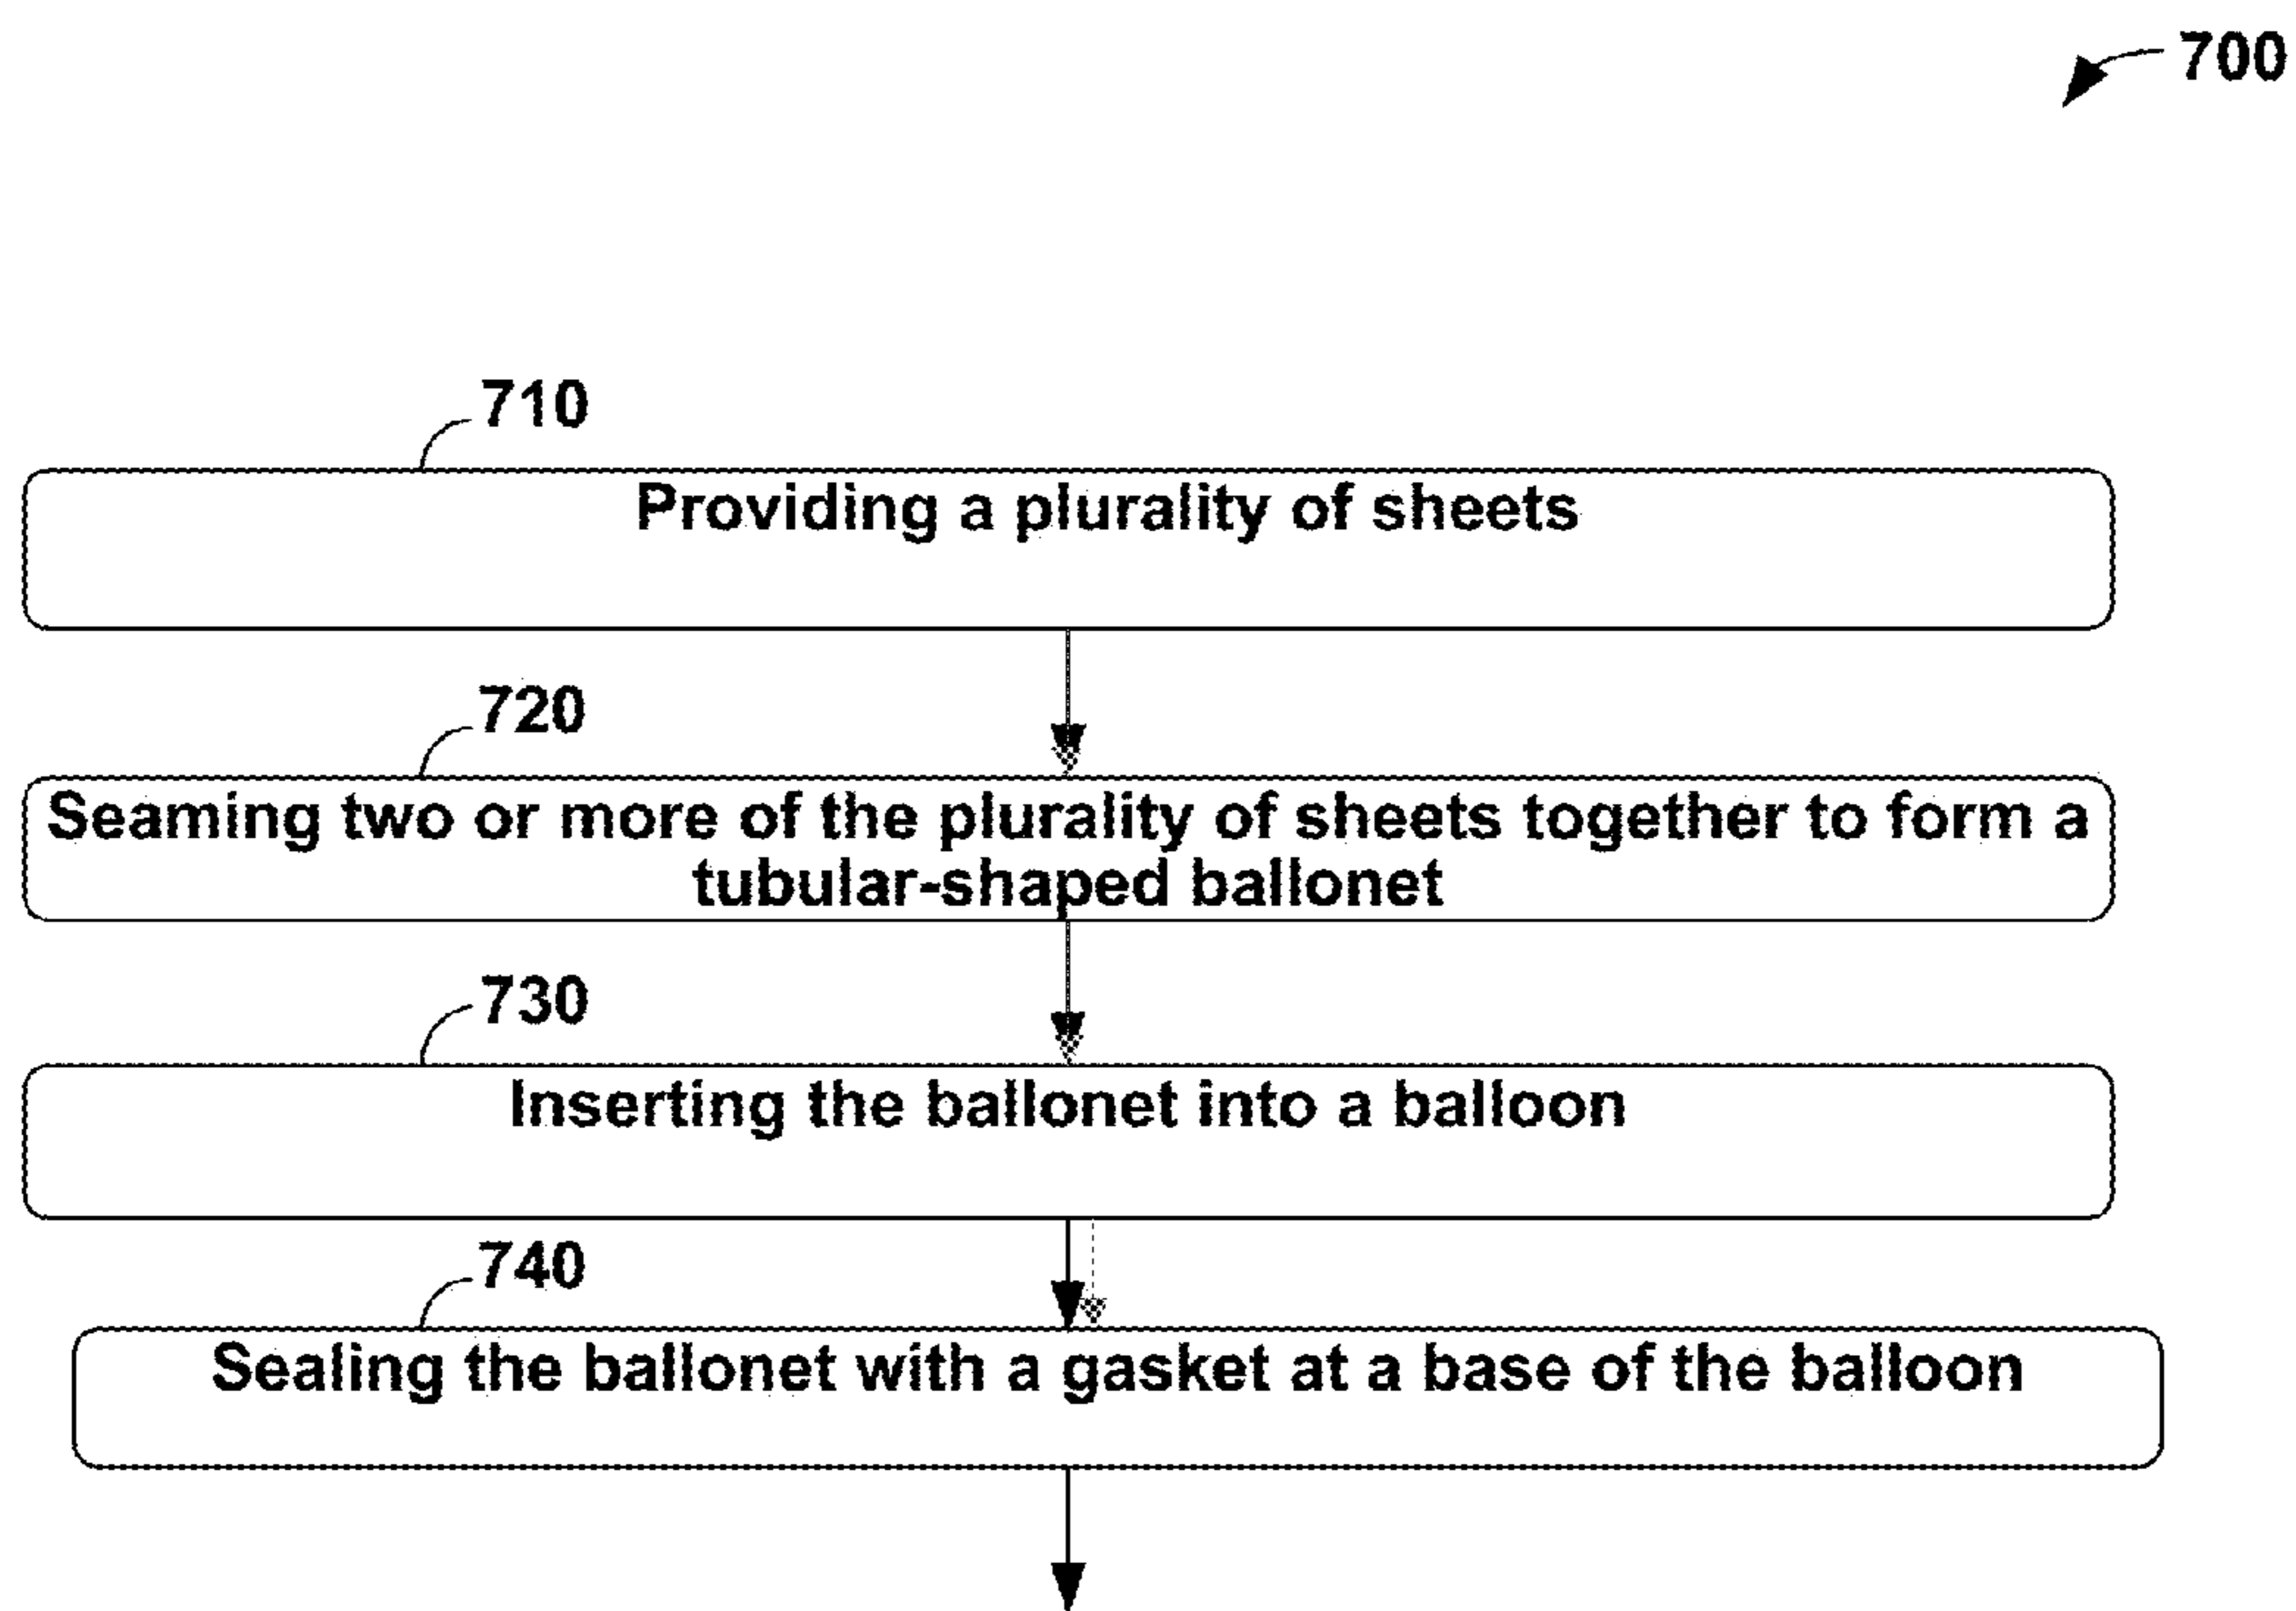 700
710
Providing a plurality of sheets
720
Seaming two or more of the plurality of sheets together to form a
tubular-shaped ballonet
730
Inserting the ballonet into a balloon
740
Sealing the ballonet with a gasket at a base of the balloon